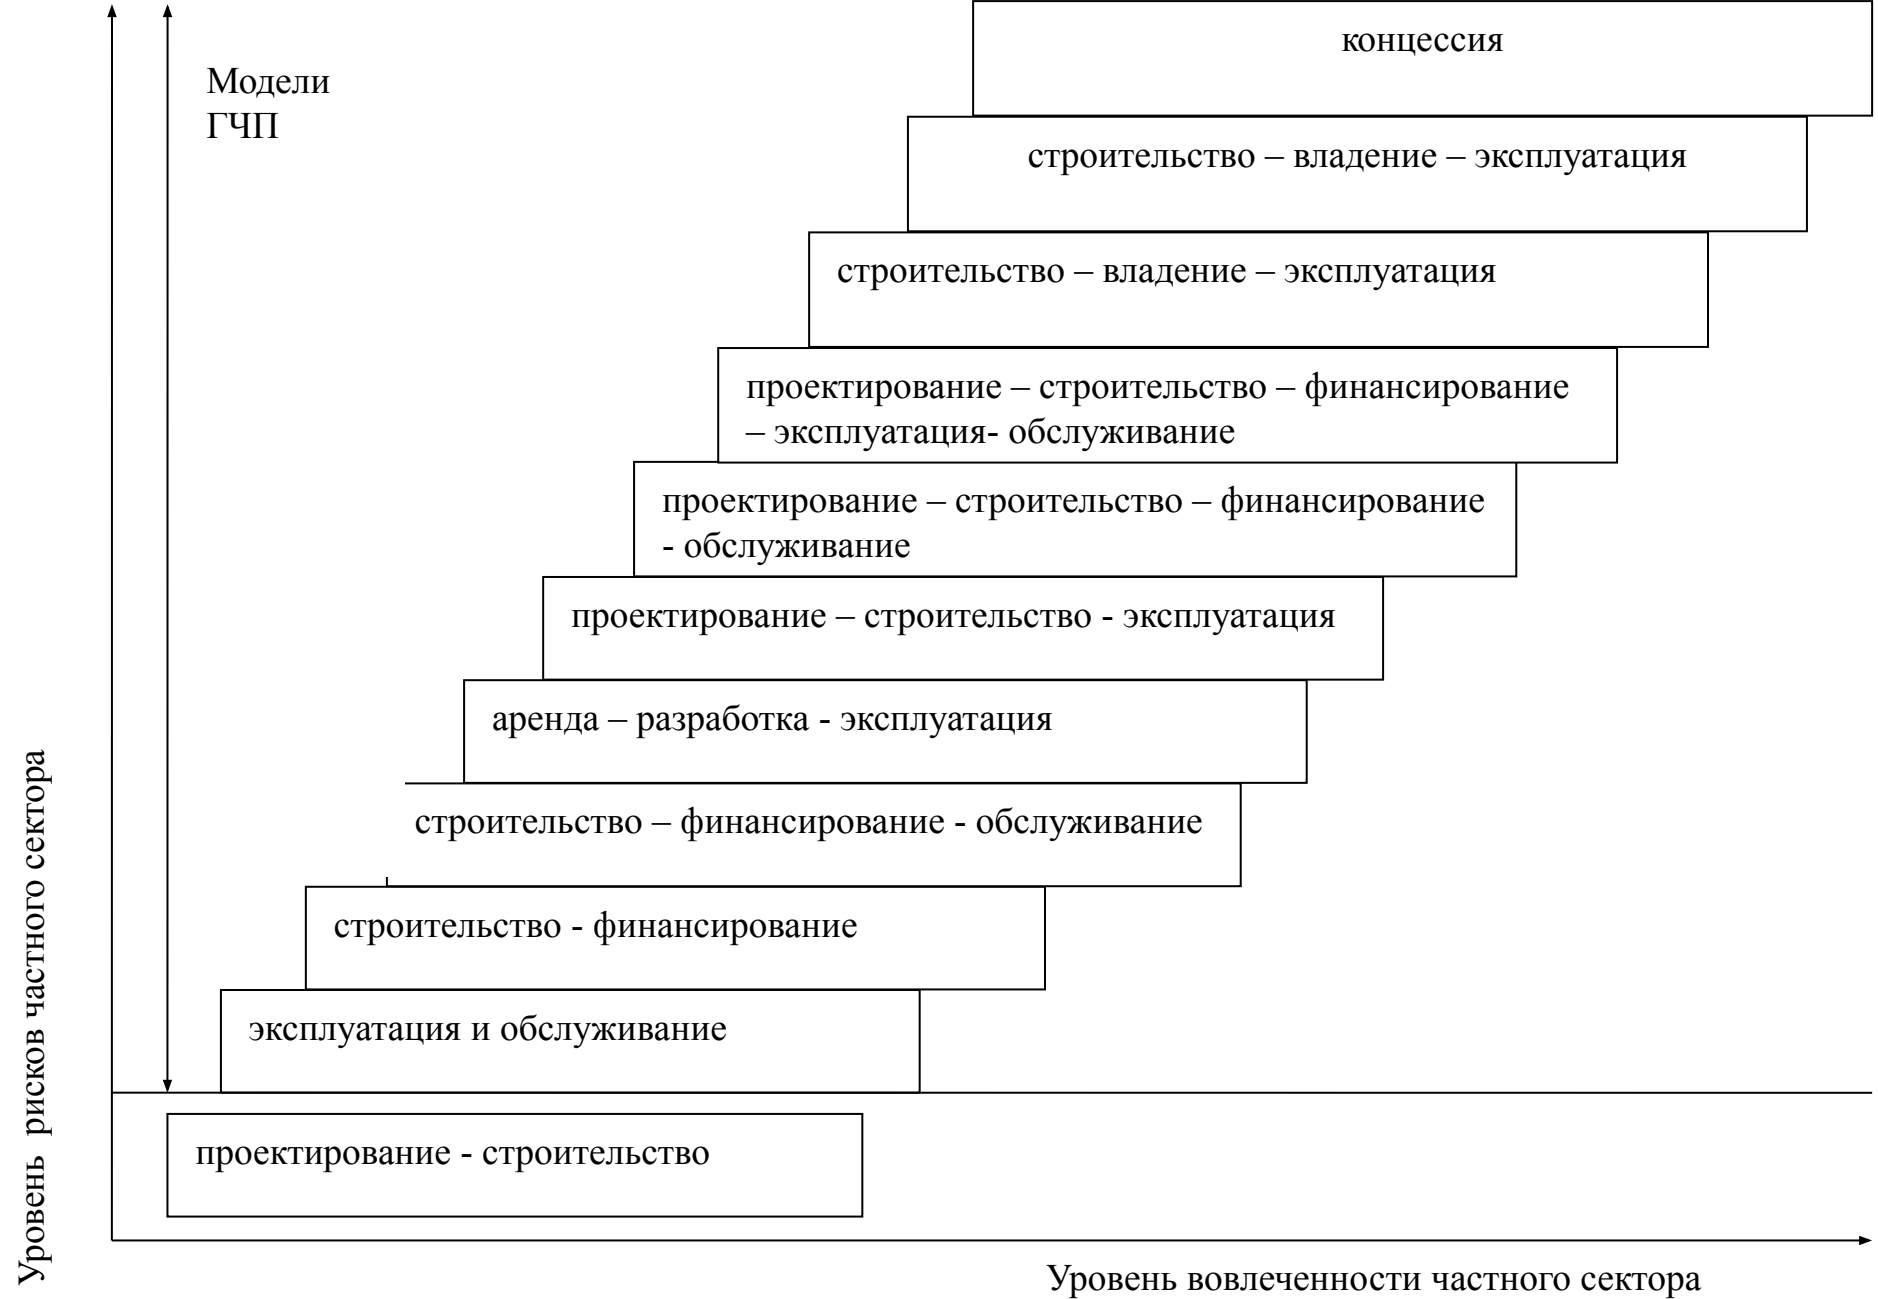 концессия
Модели
ГЧП
строительство – владение – эксплуатация
строительство – владение – эксплуатация
проектирование – строительство – финансирование
– эксплуатация- обслуживание
проектирование – строительство – финансирование
- обслуживание
проектирование – строительство - эксплуатация
аренда – разработка - эксплуатация
строительство – финансирование - обслуживание
строительство - финансирование
эксплуатация и обслуживание
проектирование - строительство
Уровень рисков частного сектора
Уровень вовлеченности частного сектора